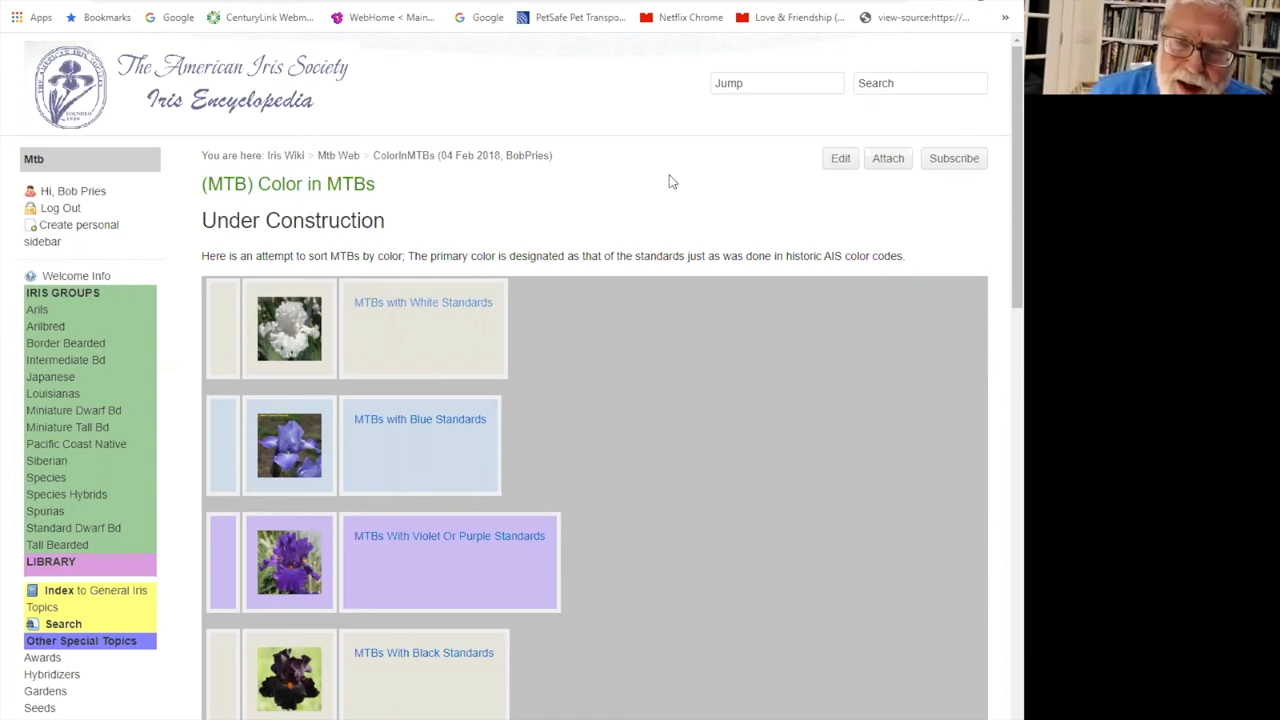 Apps Bookmarks Google CenturyLink Webm... WebHome < Main... Google PetSafe Pet Transpo... Netflix Chrome Love & Friendship (... view-source:https://... »
The American Iris Society
Iris Encyclopedia
Jump
Search
Mtb
Hi, Bob Pries
Log Out
Create personal
sidebar
Welcome Info
IRIS GROUPS
Arils
Arilbred
Border Bearded
Intermediate Bd
Japanese
Louisianas
Miniature Dwarf Bd
Miniature Tall Bd
Pacific Coast Native
Siberian
Species
Species Hybrids
Spurias
Standard Dwarf Bd
Tall Bearded
LIBRARY
Index to General Iris
Topics
Search
Other Special Topics
Awards
Hybridizers
Gardens
Seeds
You are here: Iris Wiki > Mtb Web > ColorInMTBs (04 Feb 2018, BobPries)
Edit Attach Subscribe
(MTB) Color in MTBs
Under Construction
Here is an attempt to sort MTBs by color; The primary color is designated as that of the standards just as was done in historic AIS color codes.
MTBs with White Standards
MTBs with Blue Standards
MTBs With Violet Or Purple Standards
MTBs With Black Standards